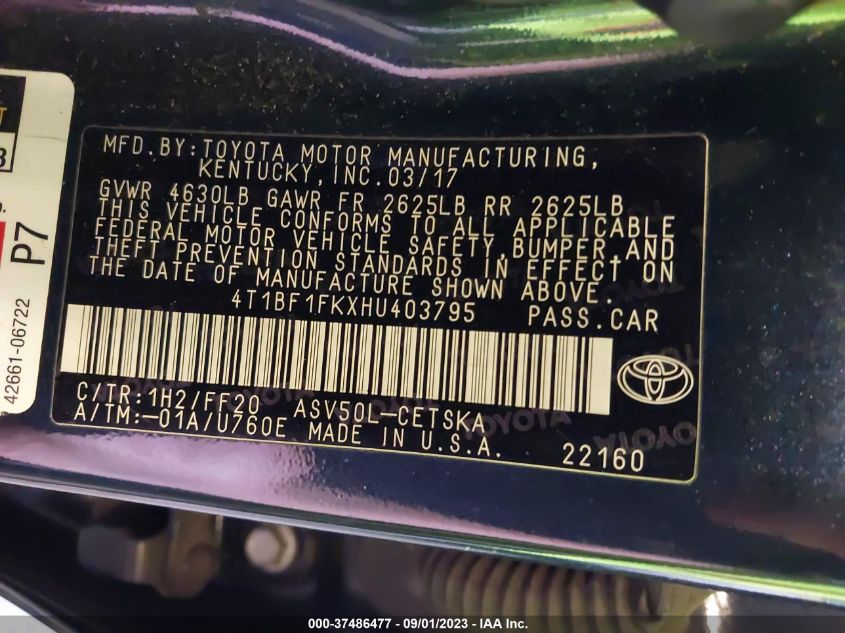 MFD.BY:TOYOTA MOTOR MANUFACTURING,
KENTUCKY,INC.03/17
GVWR 4630LB GAWR FR 2625LB RR 2625LB
THIS VEHICLE CONFORMS TO ALL APPLICABLE
FEDERAL MOTOR VEHICLE SAFETY,BUMPER,AND
THEFT PREVENTION STANDARDS IN EFFECT ON
THE DATE OF MANUFACTURE SHOWN ABOVE.
4T1BF1FKXHU403795 PASS.CAR
C/TR:1H2/FF20 ASV50L-CETSKA
A/TM:-01A/U760E MADE IN U.S.A.
22160
TOYOTA
TOYOTA
P7
42661-06722
000-37486477 - 09/01/2023 - IAA Inc.